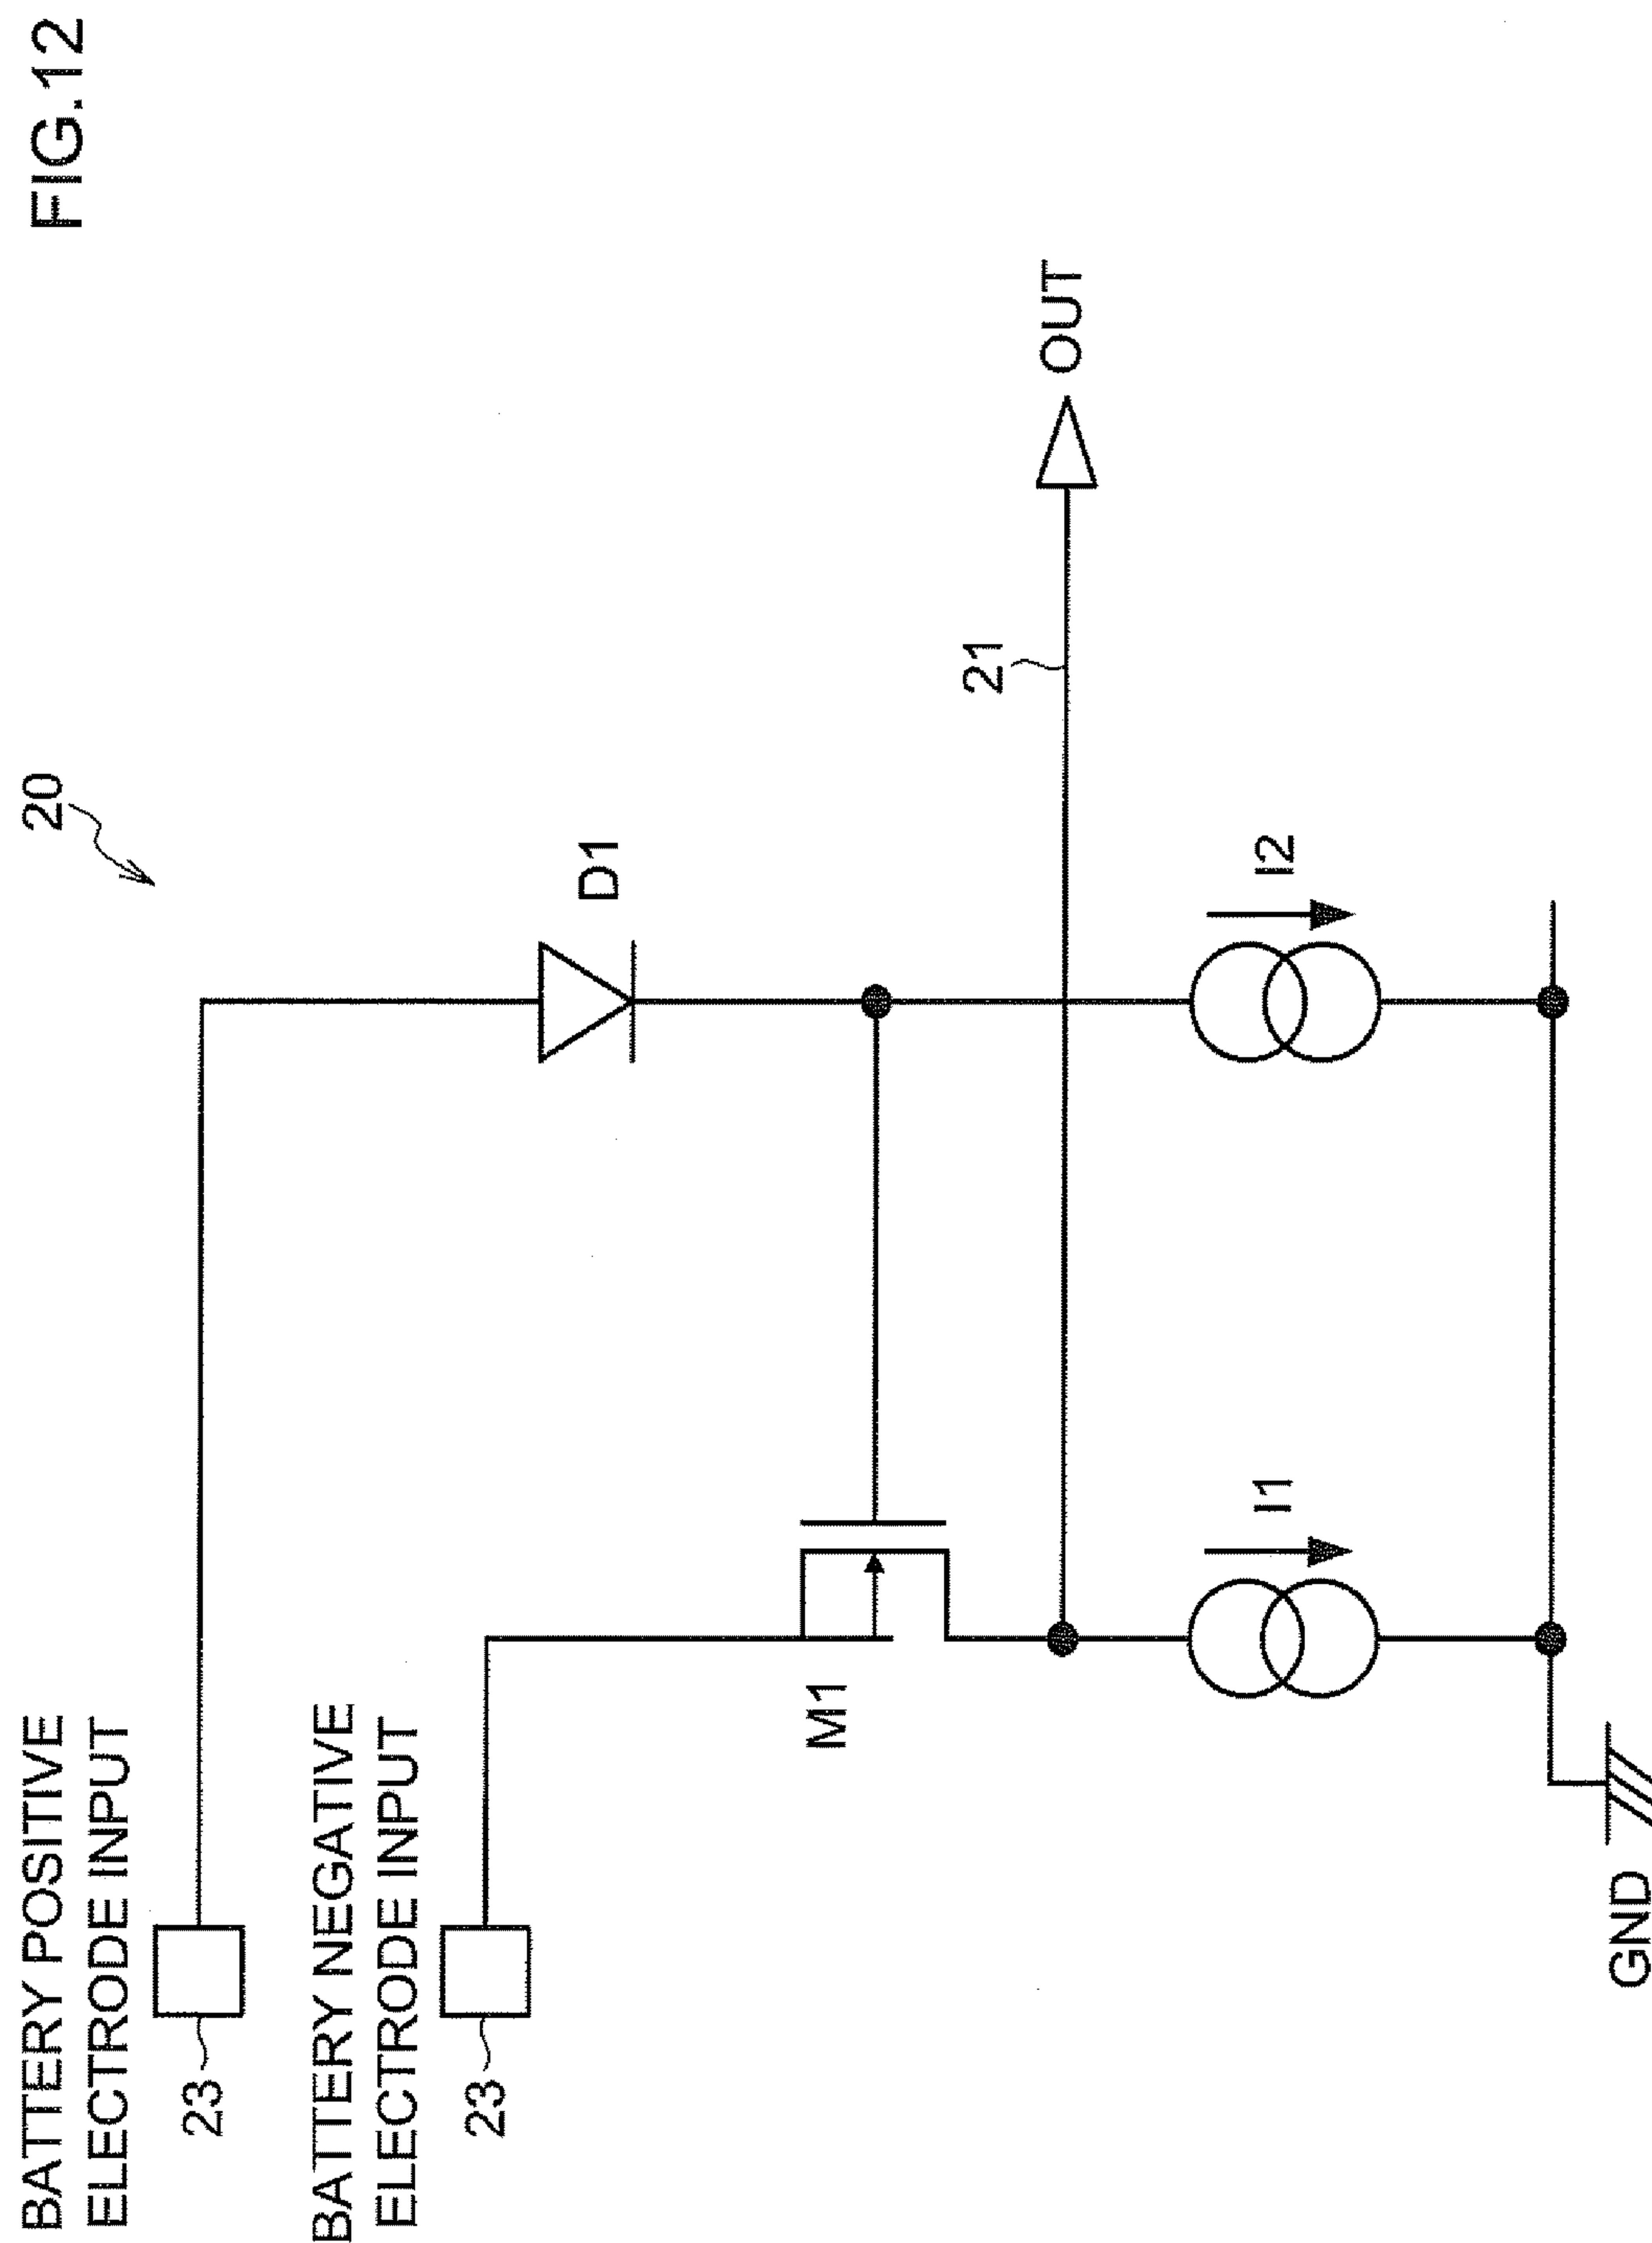 FIG.12
20
BATTERY POSITIVE
ELECTRODE INPUT
23
D1
BATTERY NEGATIVE
ELECTRODE INPUT
23
M1
21
OUT
I1
I2
GND